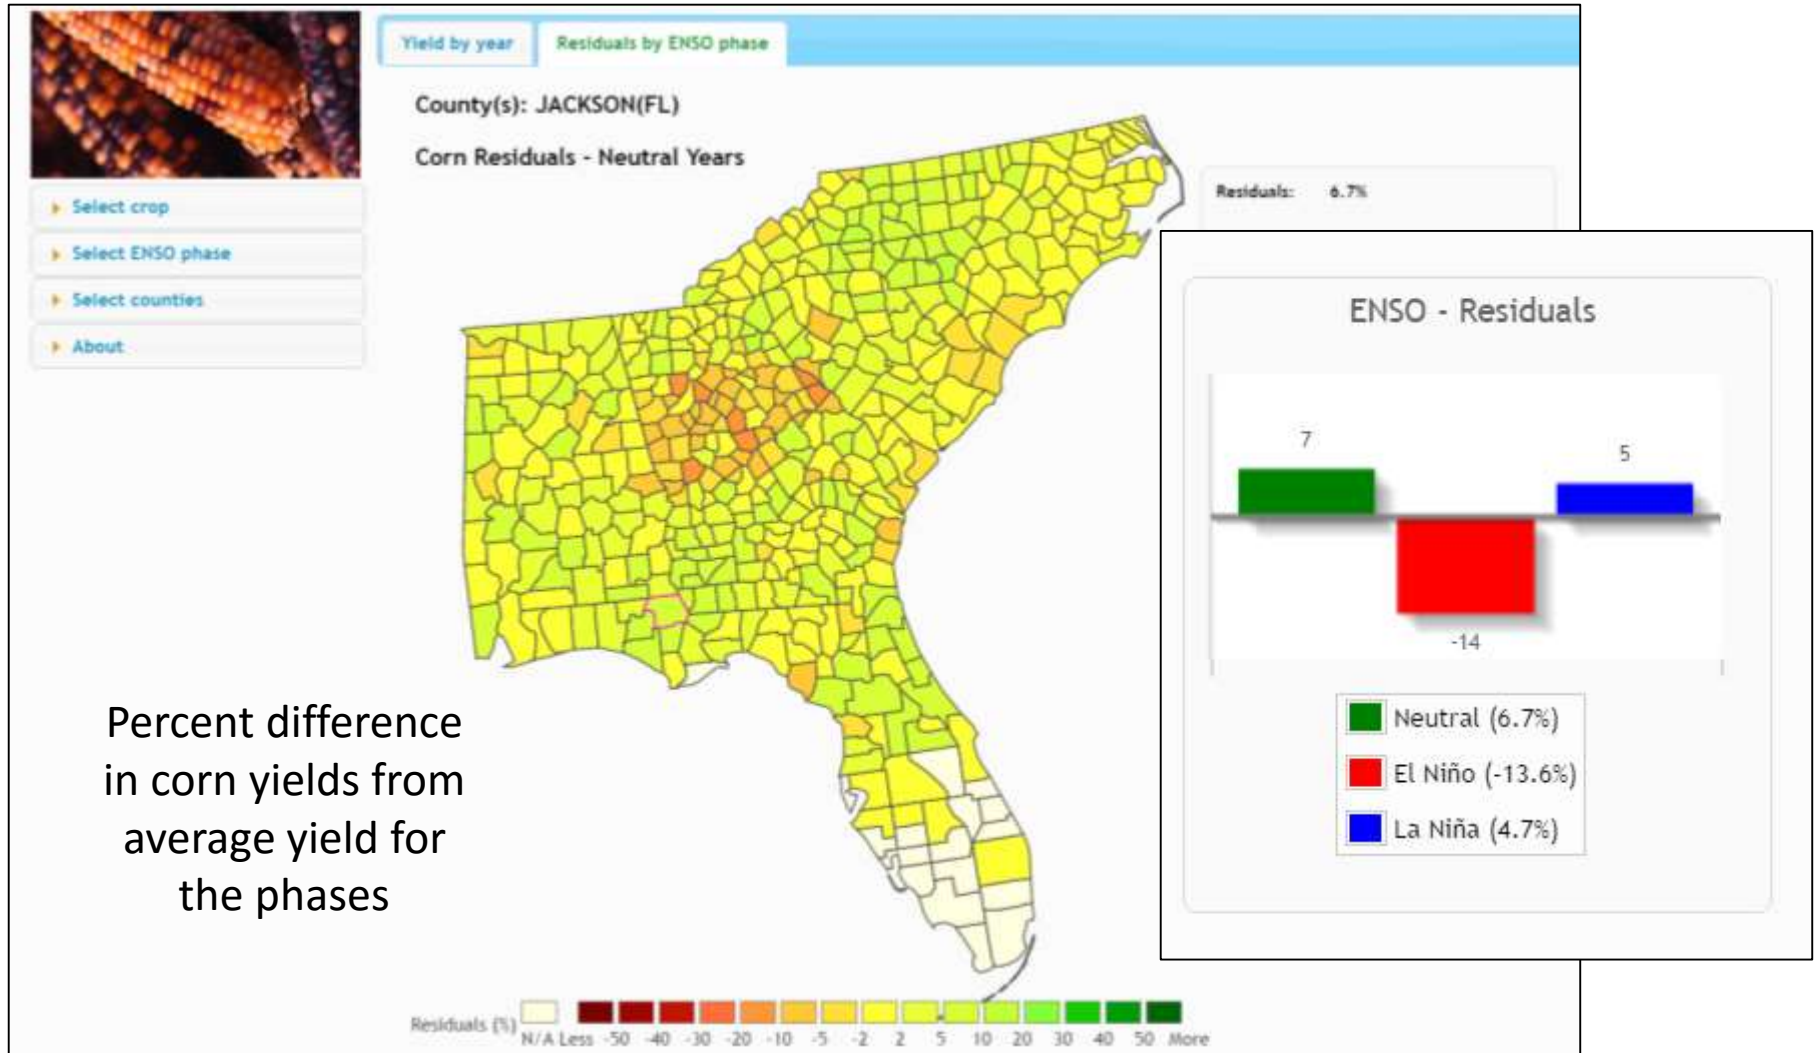 Yield by year
Residuals by ENSO phase
County(s): JACKSON(FL)
Corn Residuals - Neutral Years
Select crop
Select ENSO phase
Select counties
About
Residuals: 6.7%
ENSO - Residuals
7
5
-14
Neutral (6.7%)
El Niño (-13.6%)
La Niña (4.7%)
Percent difference
in corn yields from
average yield for
the phases
Residuals (%)
N/A Less -50 -40 -30 -20 -10 -5 -2 2 5 10 20 30 40 50 More